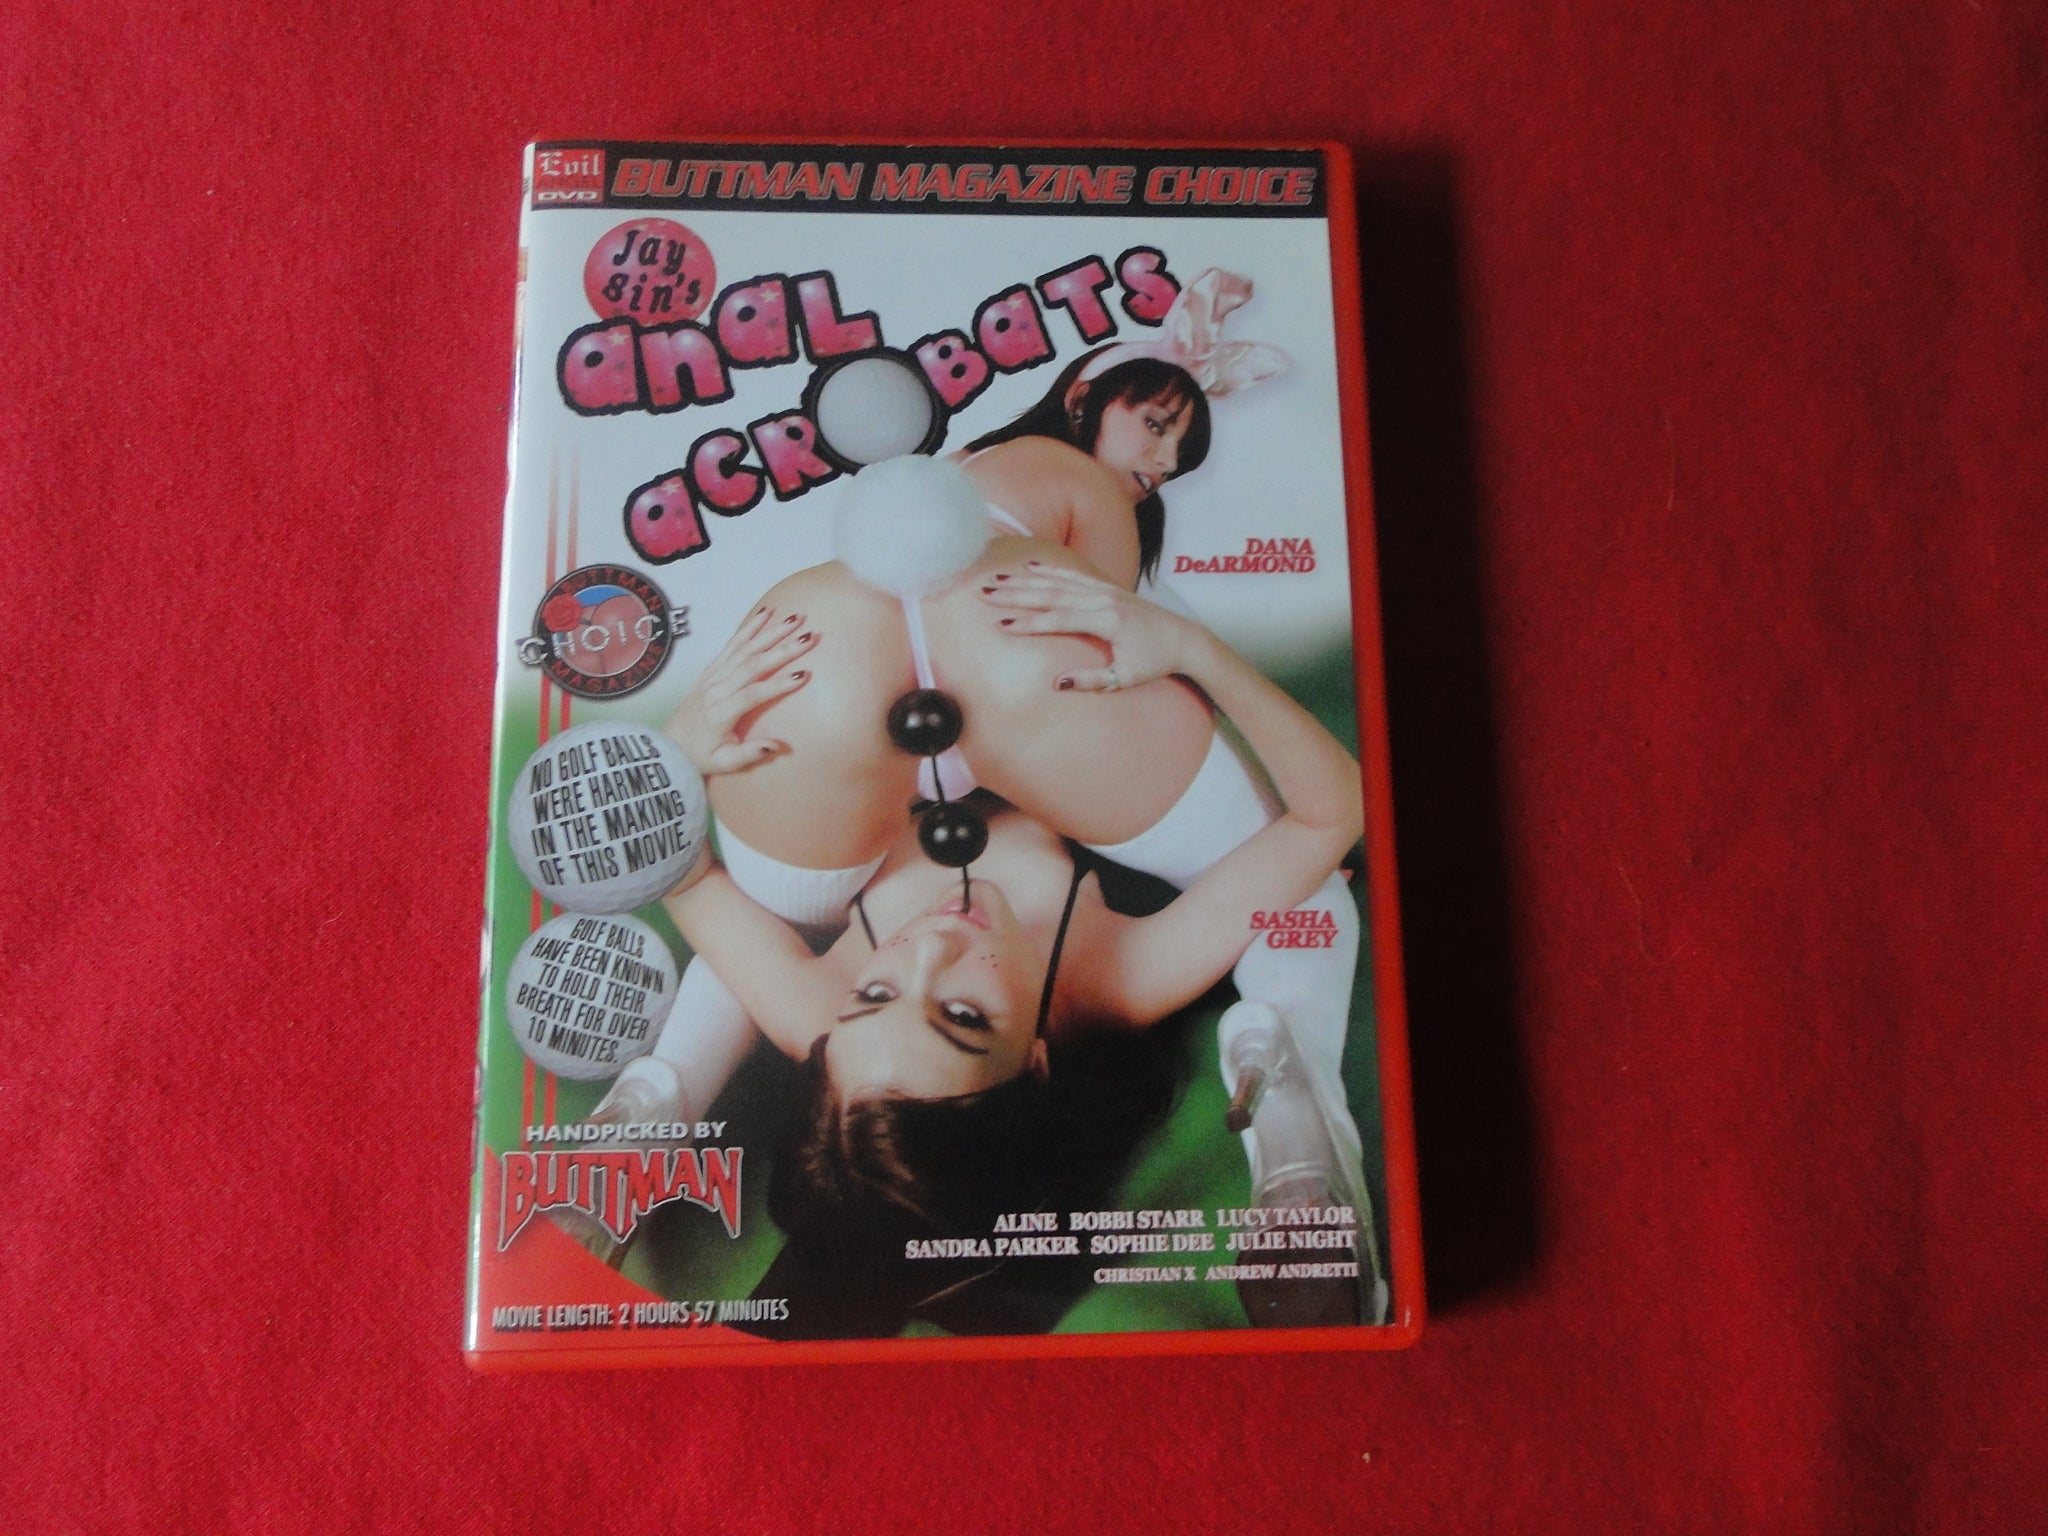 Evil
DVD
BUTTMAN MAGAZINE CHOICE
Jay
Sin's
anal
acrobats
DANA
DeARMOND
BUTTMAN
CHOICE
MAGAZINE
NO GOLF BALLS
WERE HARMED
IN THE MAKING
OF THIS MOVIE.
GOLF BALLS
HAVE BEEN KNOWN
TO HOLD THEIR
BREATH FOR OVER
10 MINUTES.
SASHA
GREY
HANDPICKED BY
BUTTMAN
ALINE BOBBI STARR LUCY TAYLOR
SANDRA PARKER SOPHIE DEE JULIE NIGHT
CHRISTIAN X ANDREW ANDRETTI
MOVIE LENGTH: 2 HOURS 57 MINUTES